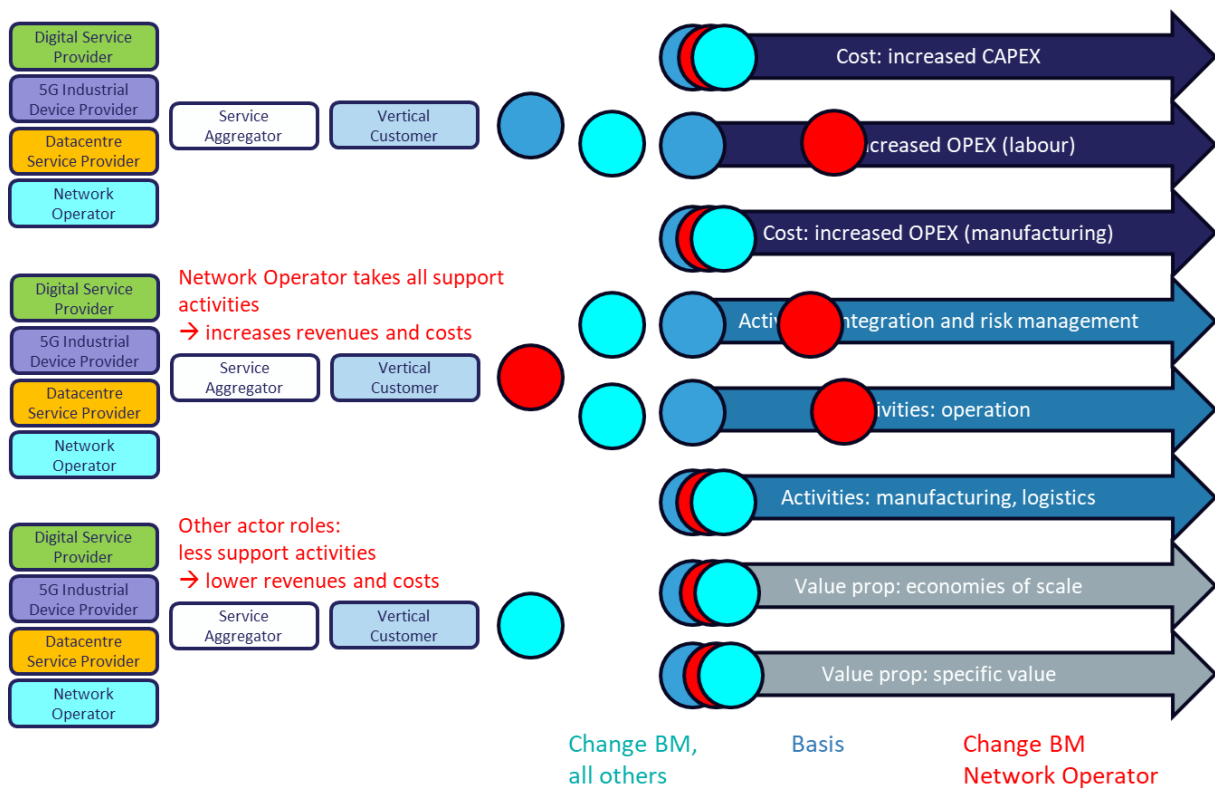 Digital Service
Provider
5G Industrial
Device Provider
Datacentre
Service Provider
Network
Operator
Service
Aggregator
Vertical
Customer
Digital Service
Provider
5G Industrial
Device Provider
Datacentre
Service Provider
Network
Operator
Network Operator takes all support
activities
→ increases revenues and costs
Service
Aggregator
Vertical
Customer
Digital Service
Provider
5G Industrial
Device Provider
Datacentre
Service Provider
Network
Operator
Other actor roles:
less support activities
→ lower revenues and costs
Service
Aggregator
Vertical
Customer
Cost: increased CAPEX
increased OPEX (labour)
Cost: increased OPEX (manufacturing)
integration and risk management
operation
Activities: manufacturing, logistics
Value prop: economies of scale
Value prop: specific value
Change BM,
all others
Basis
Change BM
Network Operator